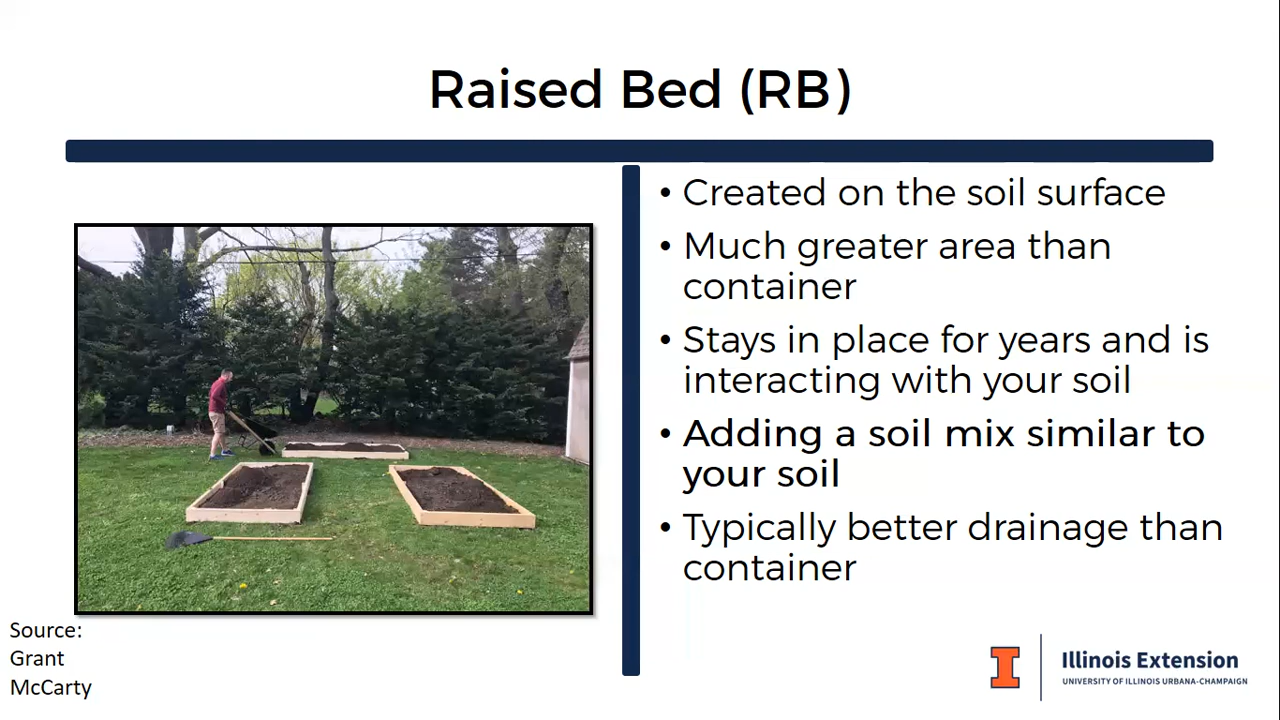 Raised Bed (RB)
• Created on the soil surface
• Much greater area than
container
• Stays in place for years and is
interacting with your soil
• Adding a soil mix similar to
your soil
• Typically better drainage than
container
Source:
Grant
McCarty
Illinois Extension
UNIVERSITY OF ILLINOIS URBANA-CHAMPAIGN